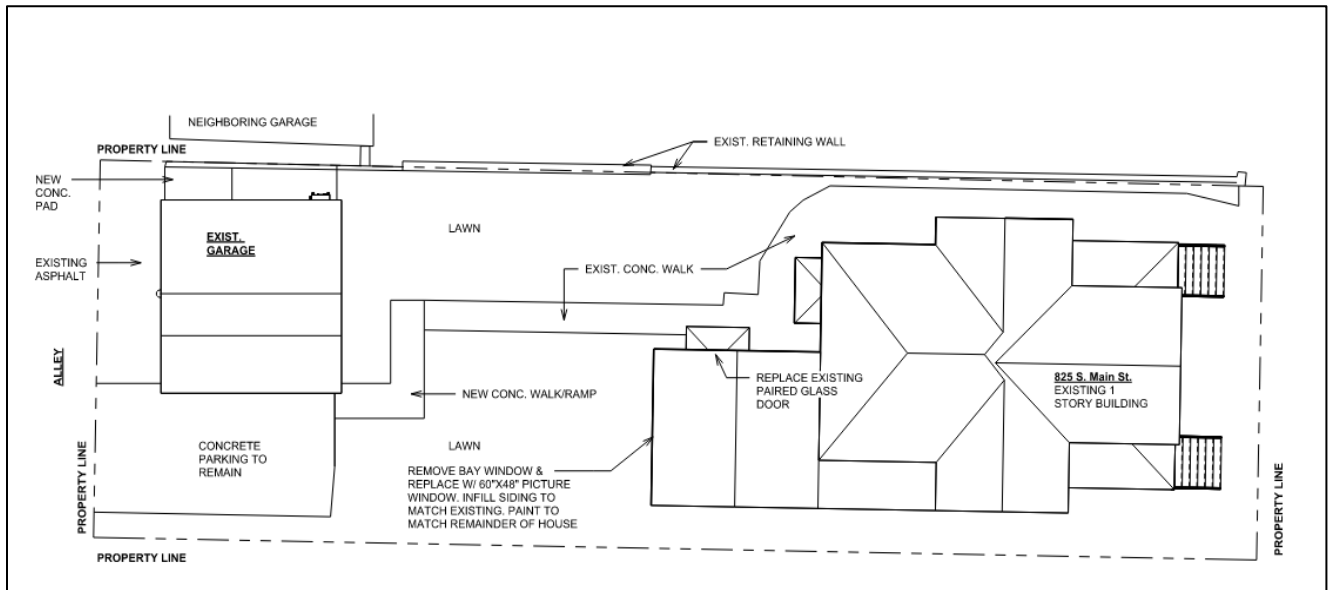 NEIGHBORING GARAGE
PROPERTY LINE
EXIST. RETAINING WALL
NEW
CONC.
PAD
EXIST.
GARAGE
LAWN
EXISTING
ASPHALT
EXIST. CONC. WALK
ALLEY
REPLACE EXISTING
PAIRED GLASS
DOOR
825 S. Main St.
EXISTING 1
STORY BUILDING
NEW CONC. WALK/RAMP
CONCRETE
PARKING TO
REMAIN
LAWN
REMOVE BAY WINDOW &
REPLACE W/ 60"X48" PICTURE
WINDOW. INFILL SIDING TO
MATCH EXISTING. PAINT TO
MATCH REMAINDER OF HOUSE
PROPERTY LINE
PROPERTY LINE
PROPERTY LINE